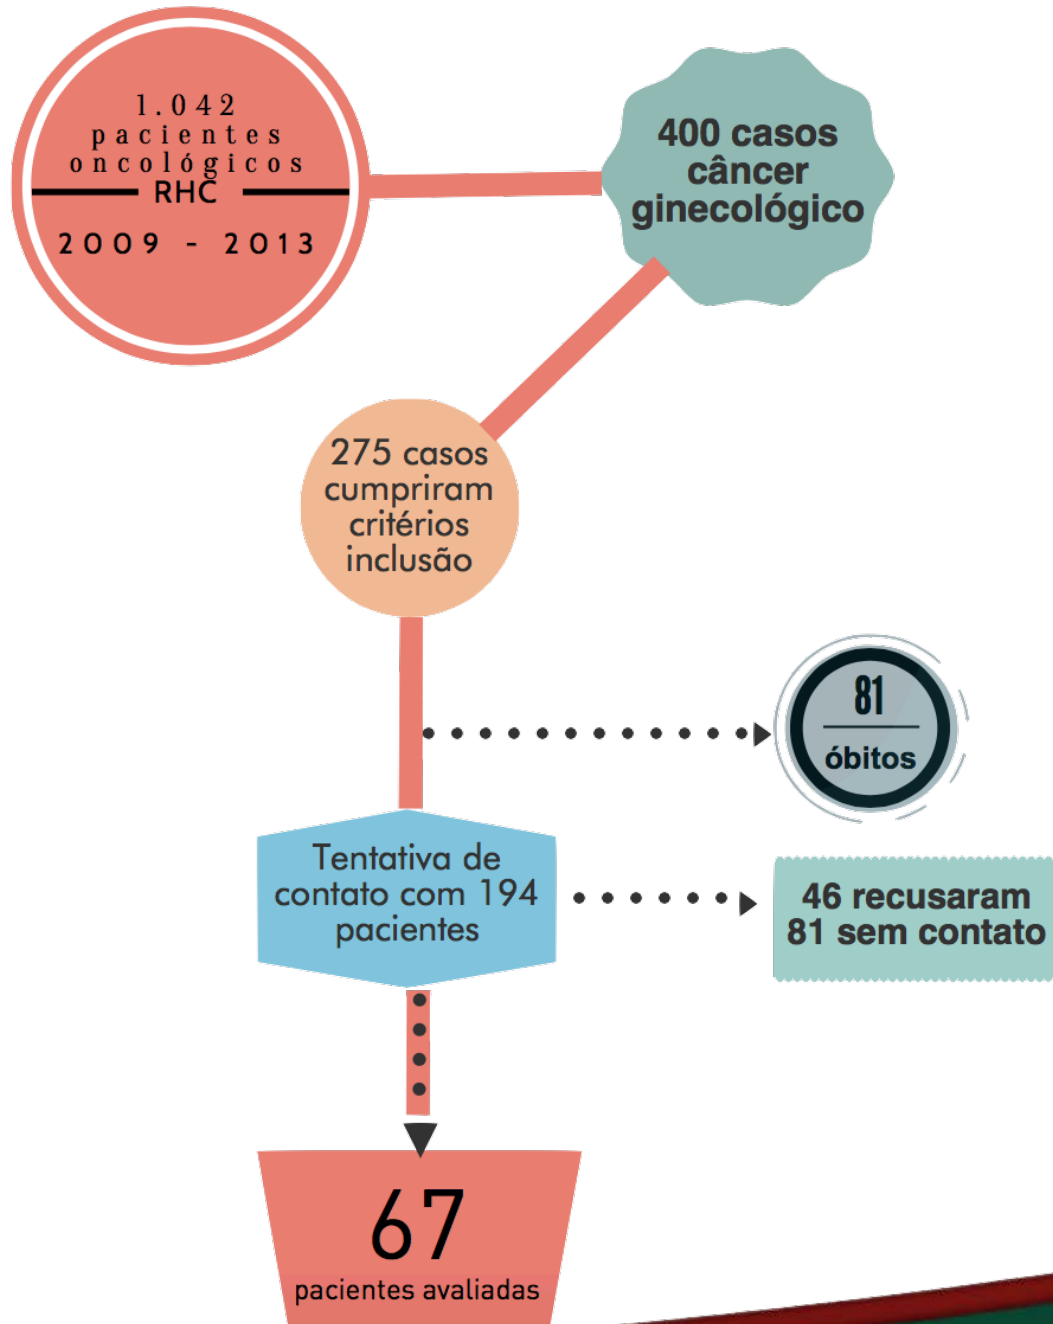 1.042
pacientes
oncológicos
RHC
2009 - 2013
400 casos
câncer
ginecológico
275 casos
cumpriram
critérios
inclusão
81
óbitos
Tentativa de
contato com 194
pacientes
46 recusaram
81 sem contato
67
pacientes avaliadas